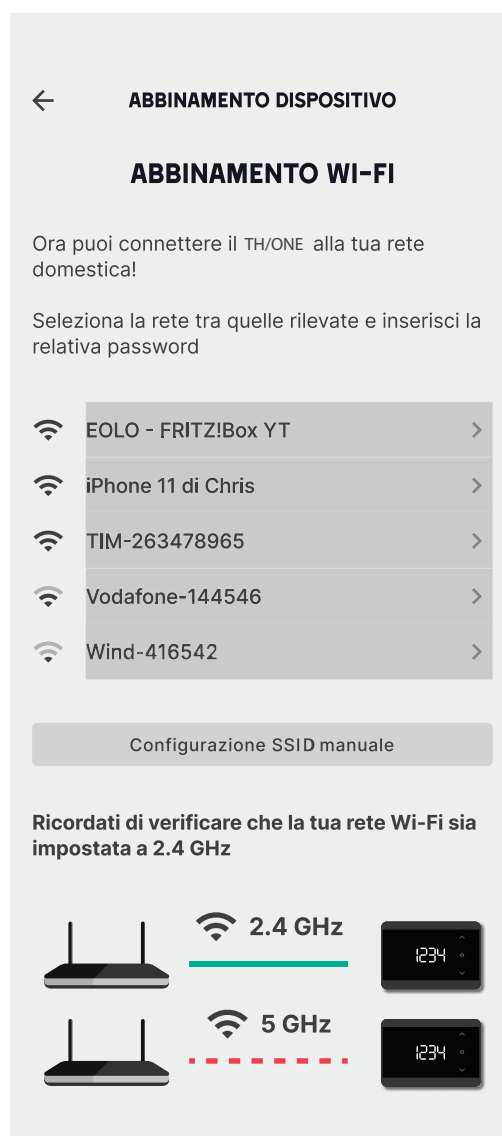 ABBINAMENTO DISPOSITIVO
ABBINAMENTO WI-FI
Ora puoi connettere il TH/ONE alla tua rete
domestica!
Seleziona la rete tra quelle rilevate e inserisci la
relativa password
EOLO - FRITZ!Box YT
iPhone 11 di Chris
TIM-263478965
Vodafone-144546
Wind-416542
Configurazione SSID manuale
Ricordati di verificare che la tua rete Wi-Fi sia
impostata a 2.4 GHz
2.4 GHz
1234
5 GHz
1234